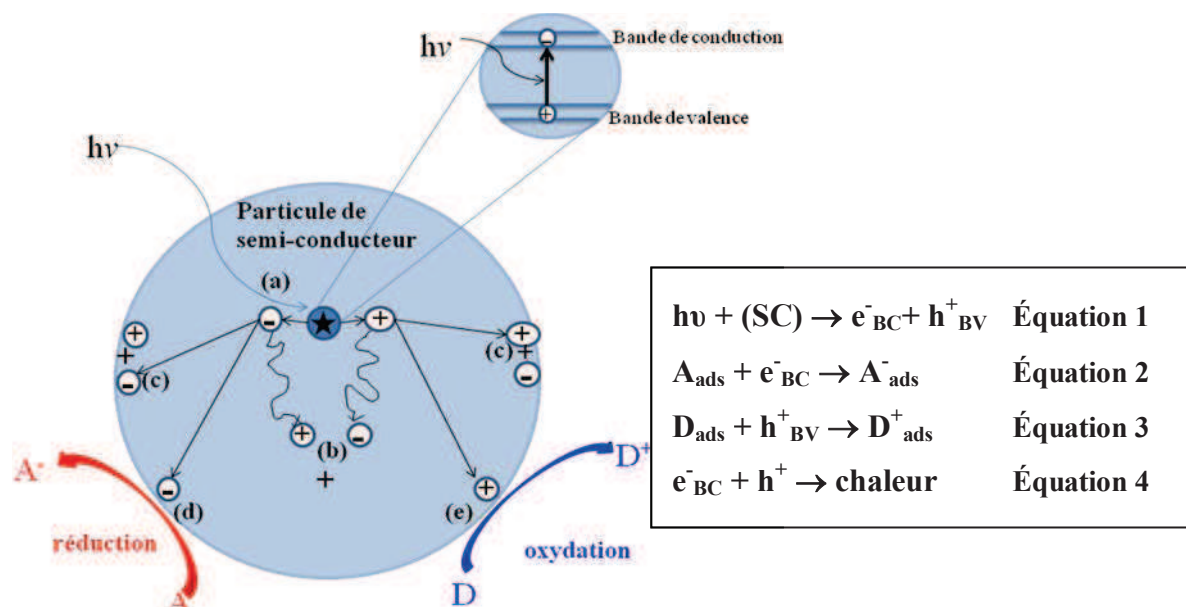 hν
Bande de conduction
-
+
Bande de valence
hν
Particule de
semi-conducteur
(a)
- ★ +
+
+
-
(c)
(c)
+
+
-
+ -
(b)
+
-
(d)
+
(e)
A-
réduction
A
D+
oxydation
D
hυ + (SC) → e-BC+ h+BV Équation 1
Aads + e-BC → A-ads Équation 2
Dads + h+BV → D+ads Équation 3
e-BC + h+ → chaleur Équation 4